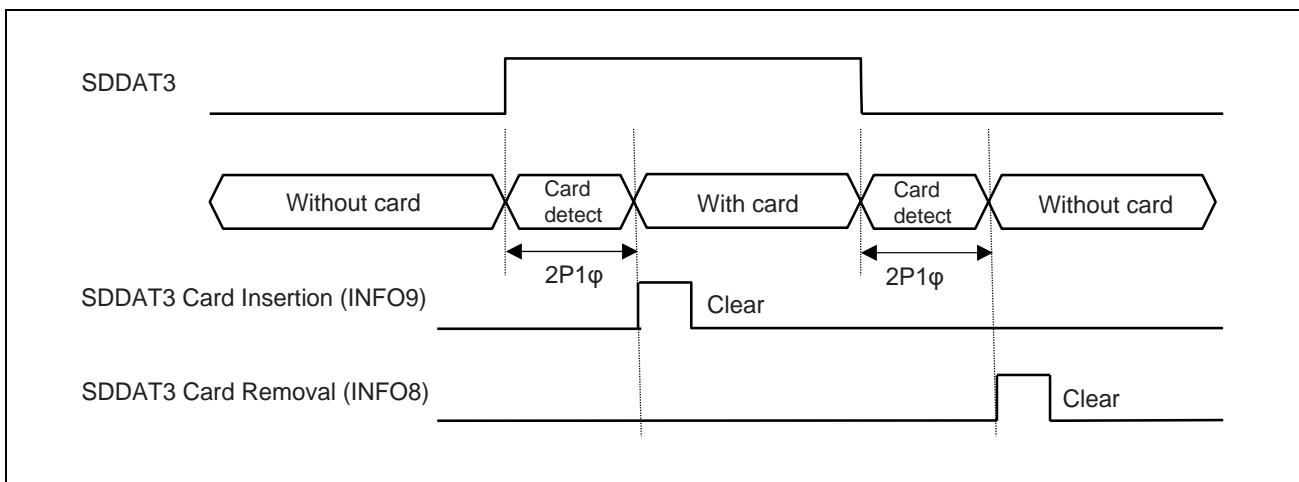 SDDAT3
Without card
Card
detect
With card
Card
detect
Without card
2P1φ
2P1φ
SDDAT3 Card Insertion (INFO9)
Clear
SDDAT3 Card Removal (INFO8)
Clear